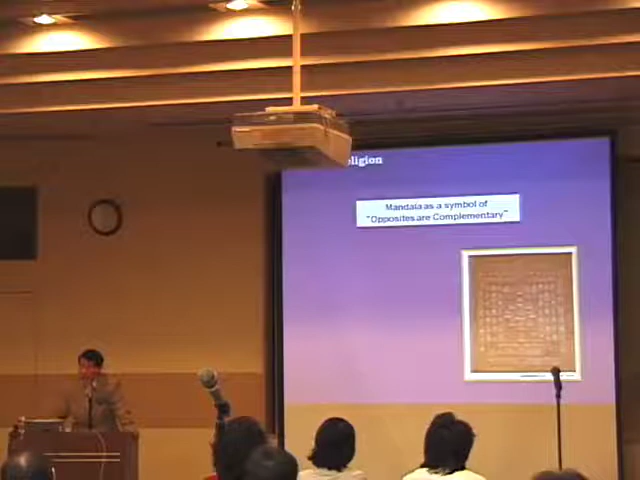 eligion
Mandala as a symbol of
"Opposites are Complementary"